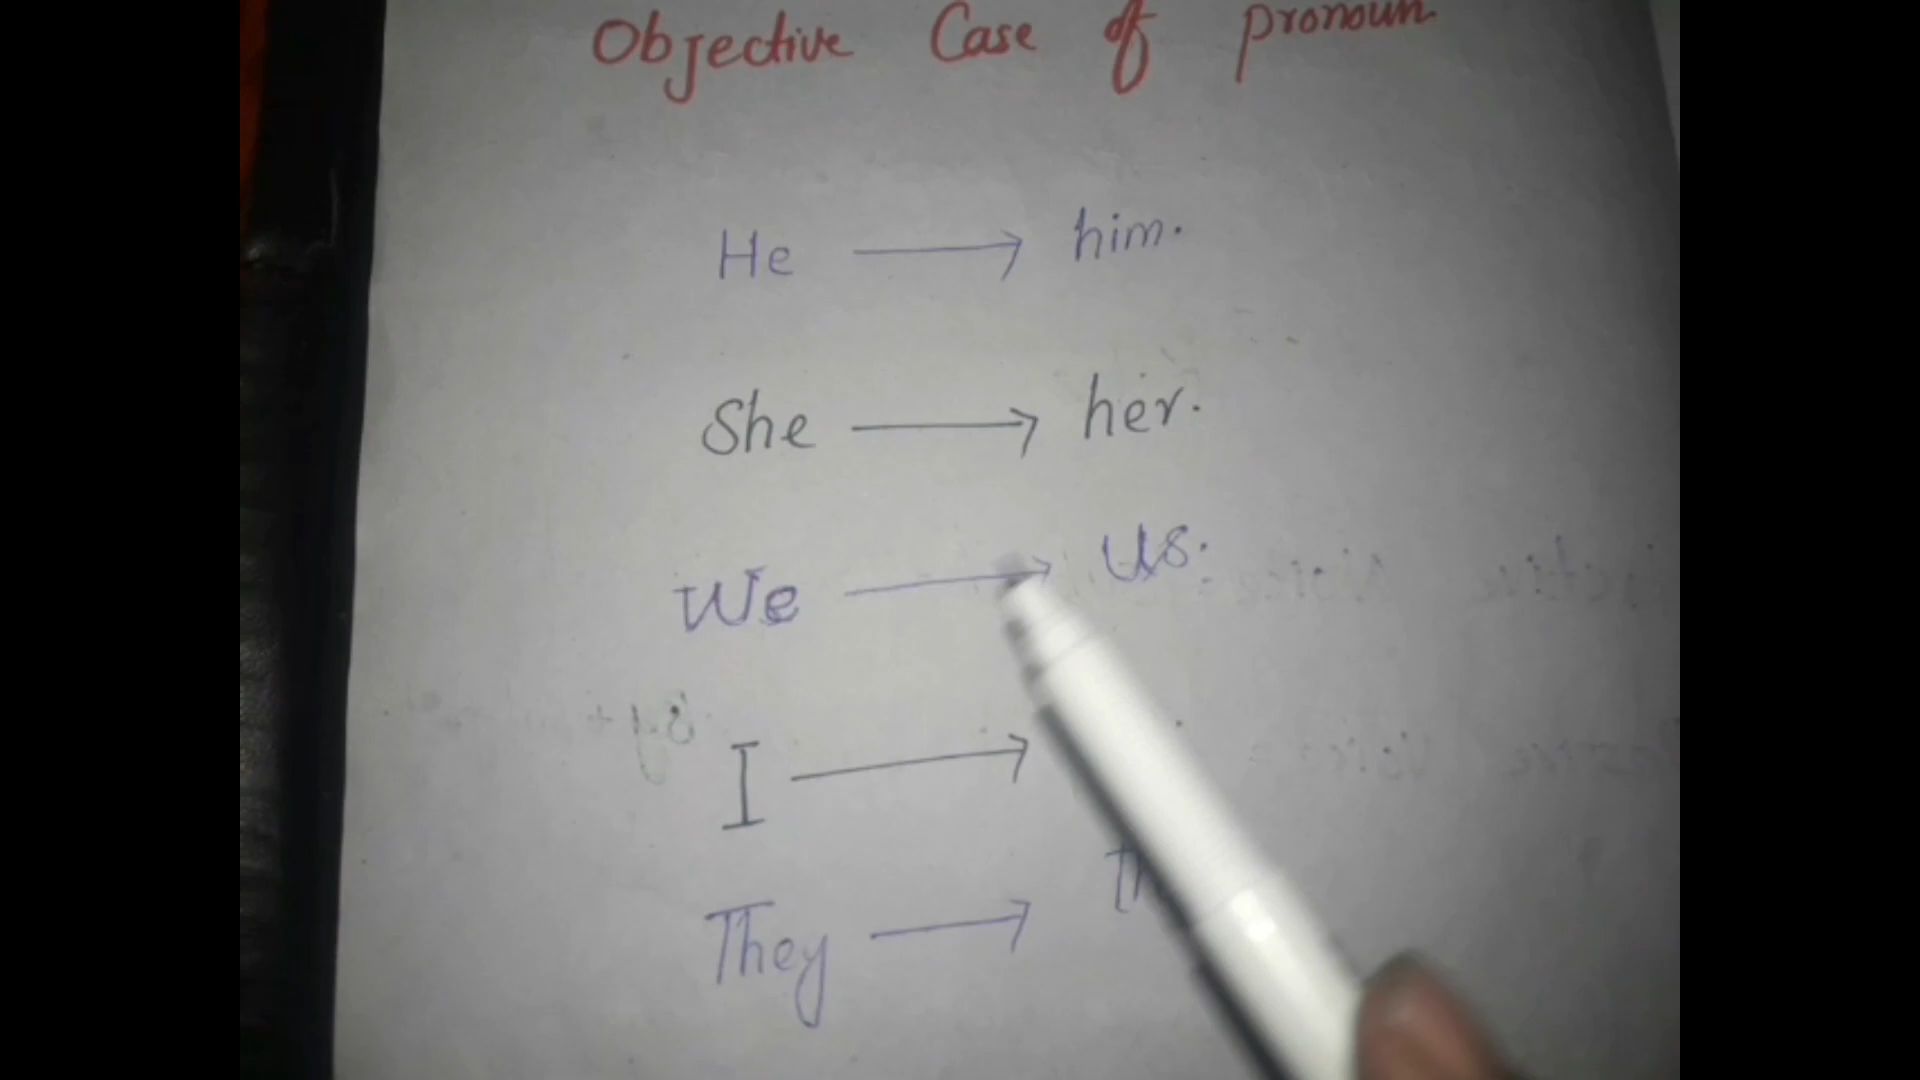 Objective Case of pronoun
He → him.
She → her.
We → us.
I →
They →